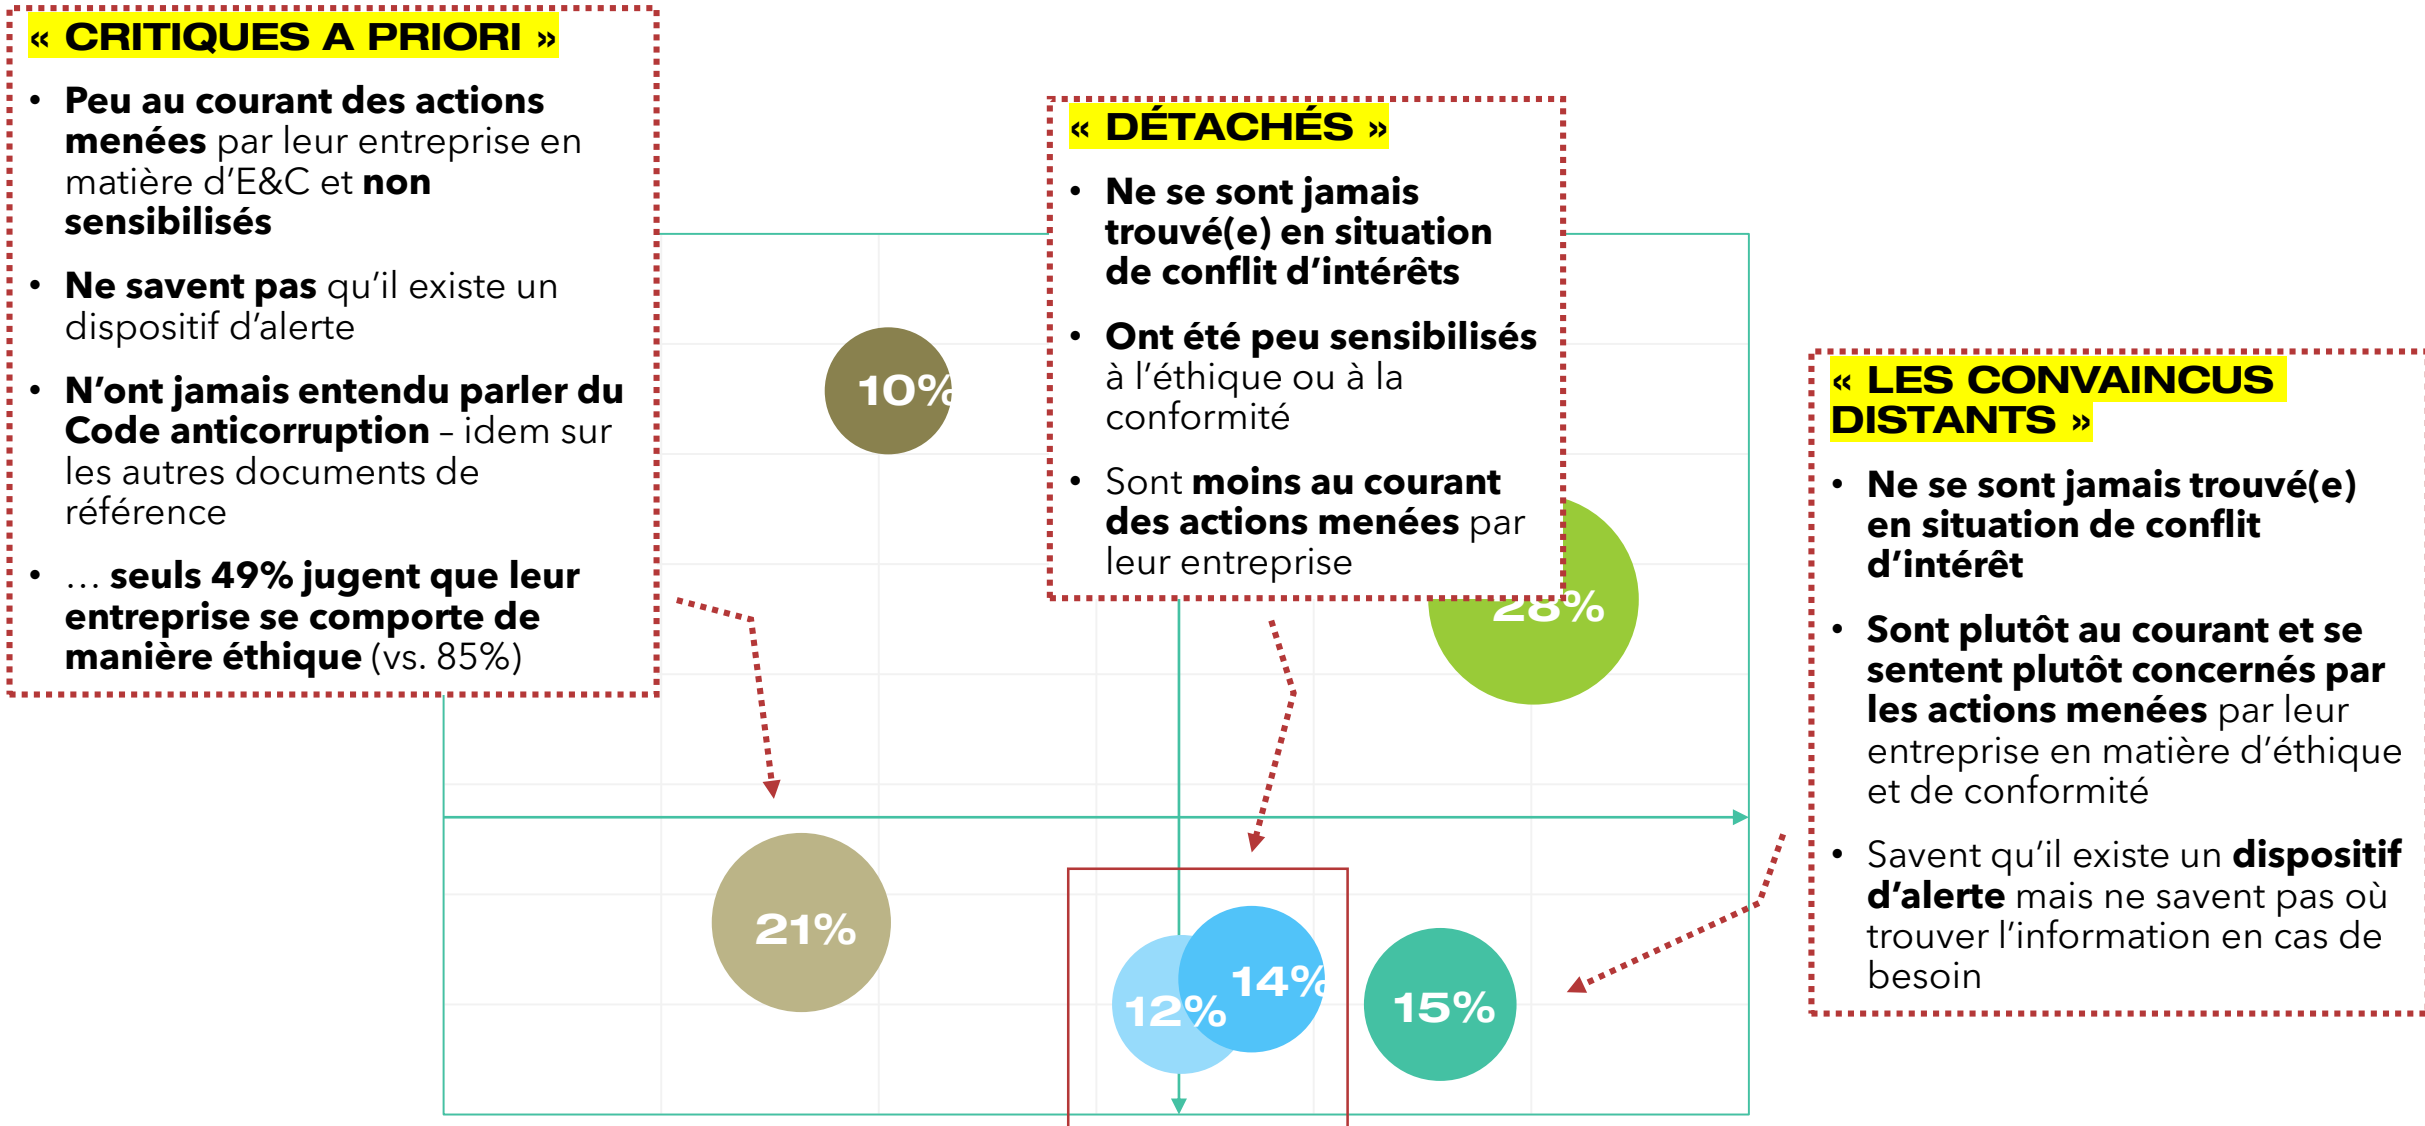 « CRITIQUES A PRIORI »
• Peu au courant des actions
menées par leur entreprise en
matière d’E&C et non
sensibilisés
• Ne savent pas qu’il existe un
dispositif d’alerte
• N’ont jamais entendu parler du
Code anticorruption – idem sur
les autres documents de
référence
• … seuls 49% jugent que leur
entreprise se comporte de
manière éthique (vs. 85%)
« DÉTACHÉS »
• Ne se sont jamais
trouvé(e) en situation
de conflit d’intérêts
• Ont été peu sensibilisés
à l’éthique ou à la
conformité
• Sont moins au courant
des actions menées par
leur entreprise
« LES CONVAINCUS
DISTANTS »
• Ne se sont jamais trouvé(e)
en situation de conflit
d’intérêt
• Sont plutôt au courant et se
sentent plutôt concernés par
les actions menées par leur
entreprise en matière d’éthique
et de conformité
• Savent qu’il existe un dispositif
d’alerte mais ne savent pas où
trouver l’information en cas de
besoin
10%
28%
21%
12%
14%
15%